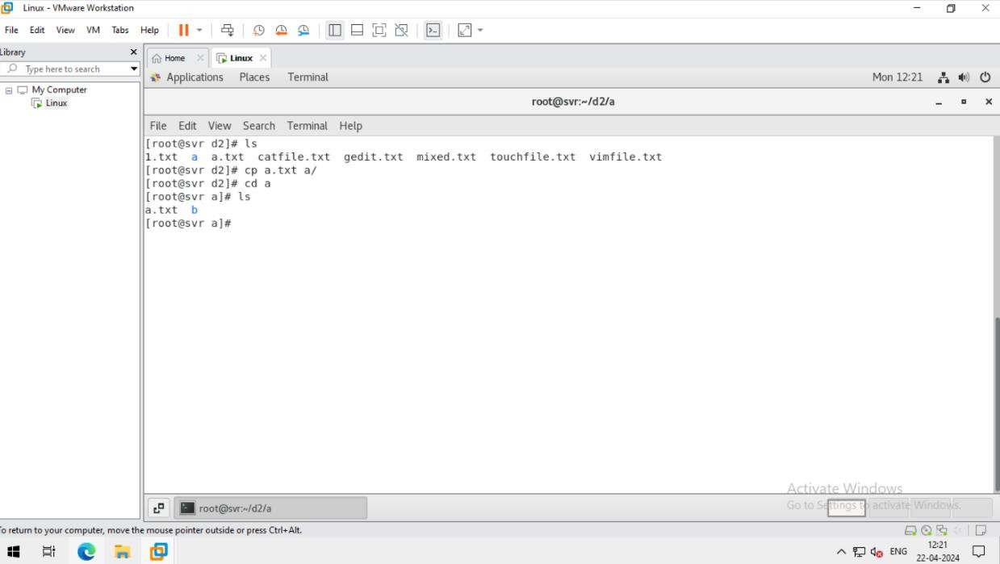 Linux - VMware Workstation
File Edit View VM Tabs Help
Library
Home Linux
Type here to search
Applications Places Terminal Mon 12:21
My Computer
Linux
root@svr:~/d2/a
File Edit View Search Terminal Help
[root@svr d2]# ls
1.txt a a.txt catfile.txt gedit.txt mixed.txt touchfile.txt vimfile.txt
[root@svr d2]# cp a.txt a/
[root@svr d2]# cd a
[root@svr a]# ls
a.txt b
[root@svr a]#
Activate Windows
Go to Settings to activate Windows.
root@svr:~/d2/a
To return to your computer, move the mouse pointer outside or press Ctrl+Alt.
ENG
12:21
22-04-2024